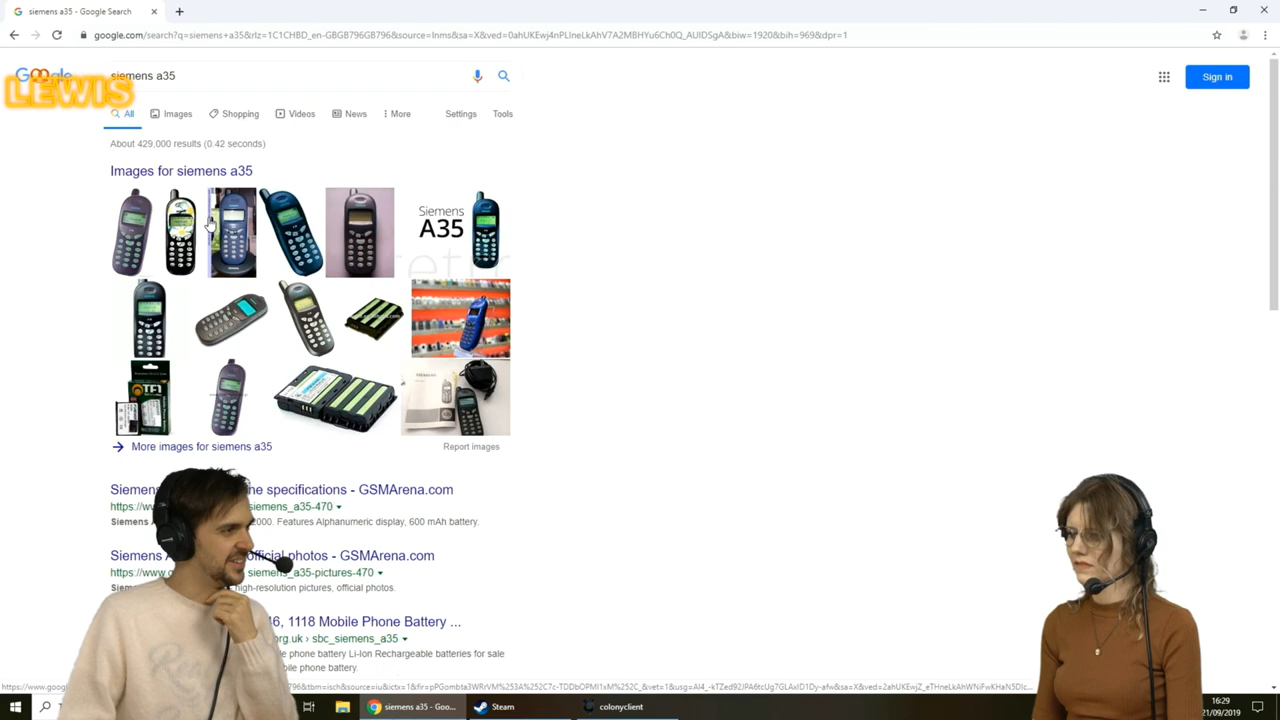 siemens a35 - Google Search
google.com/search?q=siemens+a35&rlz=1C1CHBD_en-GBGB796GB796&source=lnms&sa=X&ved=0ahUKEwj4nPLIneLkAhV7A2MBHYu6Ch0Q_AUIDSgA&biw=1920&bih=969&dpr=1
Google
LEWIS
siemens a35
Sign in
All Images Shopping Videos News More Settings Tools
About 429,000 results (0.42 seconds)
Images for siemens a35
Siemens
A35
More images for siemens a35
Report images
Siemens ne specifications - GSMArena.com
siemens_a35-470
Siemens 2000. Features Alphanumeric display, 600 mAh battery.
Siemens official photos - GSMArena.com
https://www. siemens_a35-pictures-470
Siemens high-resolution pictures, official photos.
1118 Mobile Phone Battery ...
org.uk › sbc_siemens_a35
phone battery Li-Ion Rechargeable batteries for sale
phone battery.
siemens a35 - Goo...
Steam
colonyclient
16:29
21/09/2019